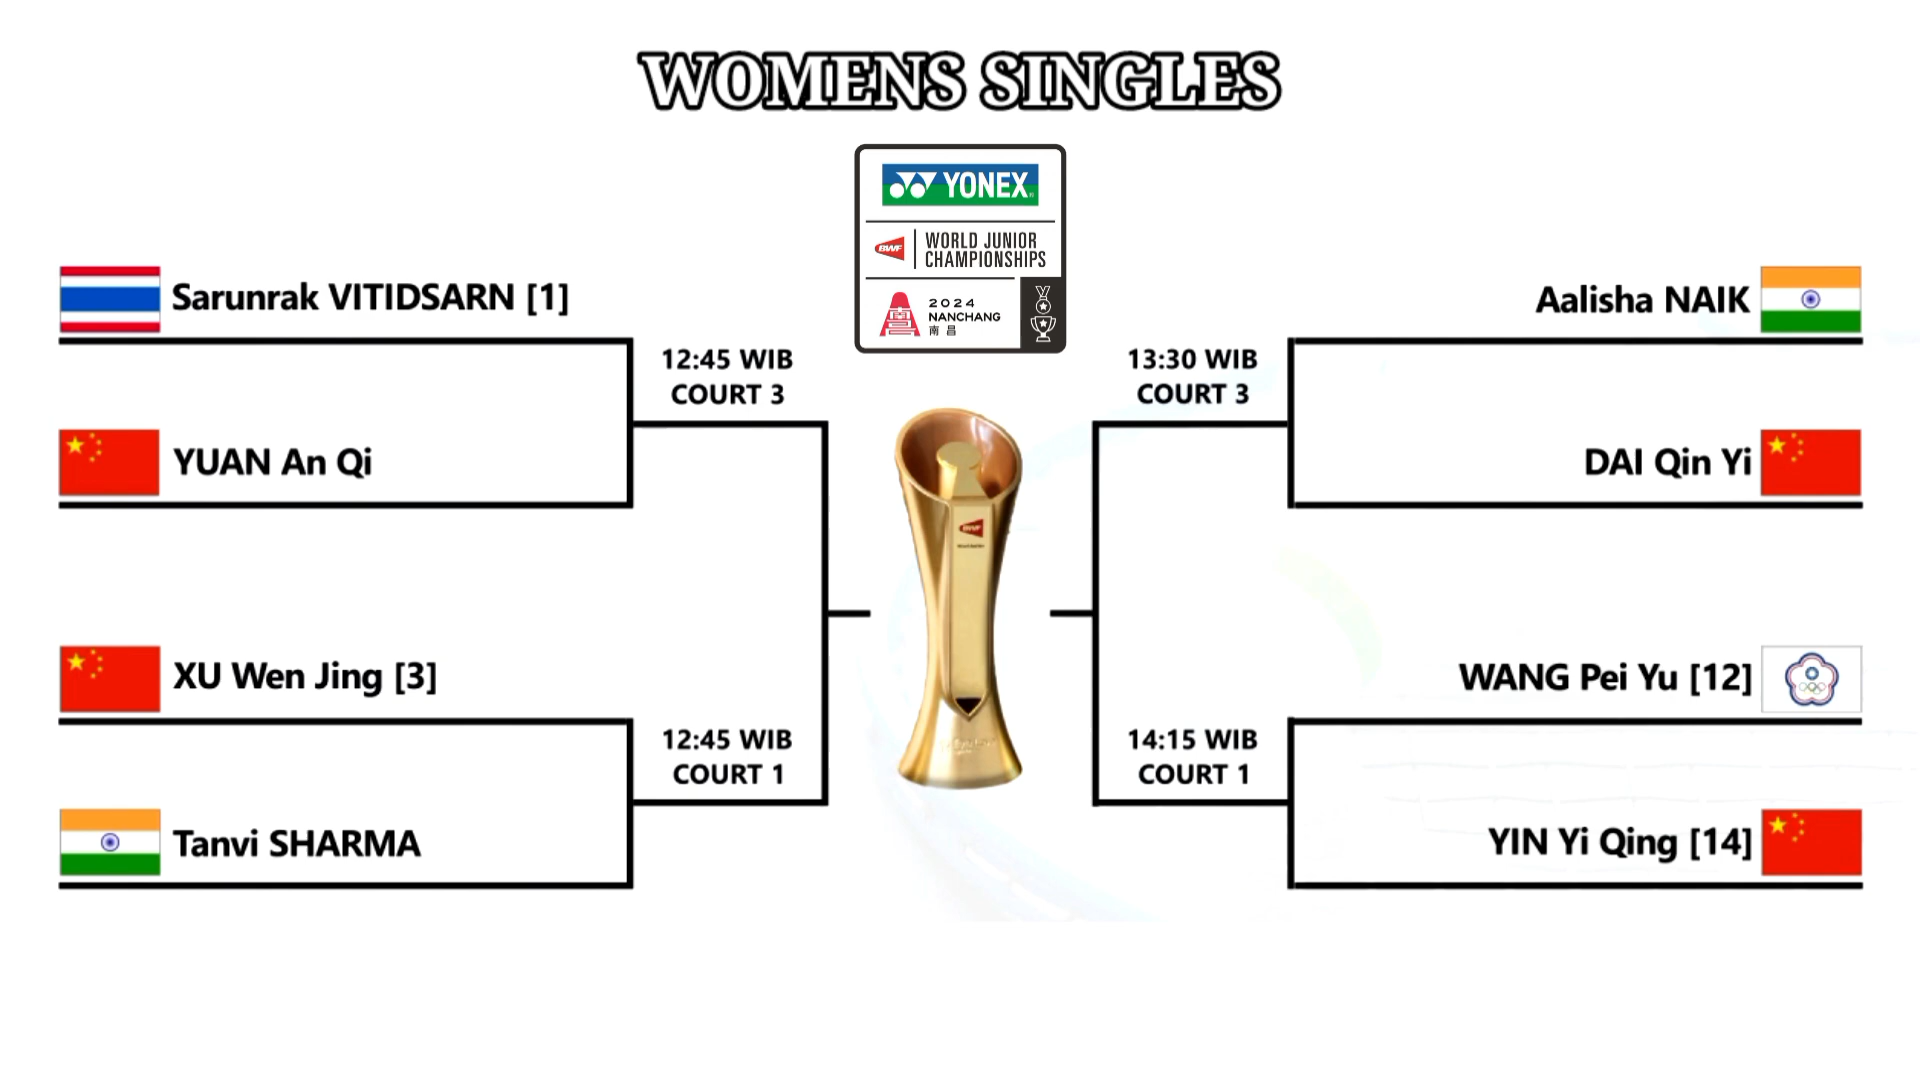 WOMENS SINGLES
YONEX
BWF
WORLD JUNIOR
CHAMPIONSHIPS
2024
NANCHANG
南昌
Sarunrak VITIDSARN [1]
YUAN An Qi
12:45 WIB
COURT 3
XU Wen Jing [3]
Tanvi SHARMA
12:45 WIB
COURT 1
BWF
Aalisha NAIK
DAI Qin Yi
13:30 WIB
COURT 3
WANG Pei Yu [12]
YIN Yi Qing [14]
14:15 WIB
COURT 1